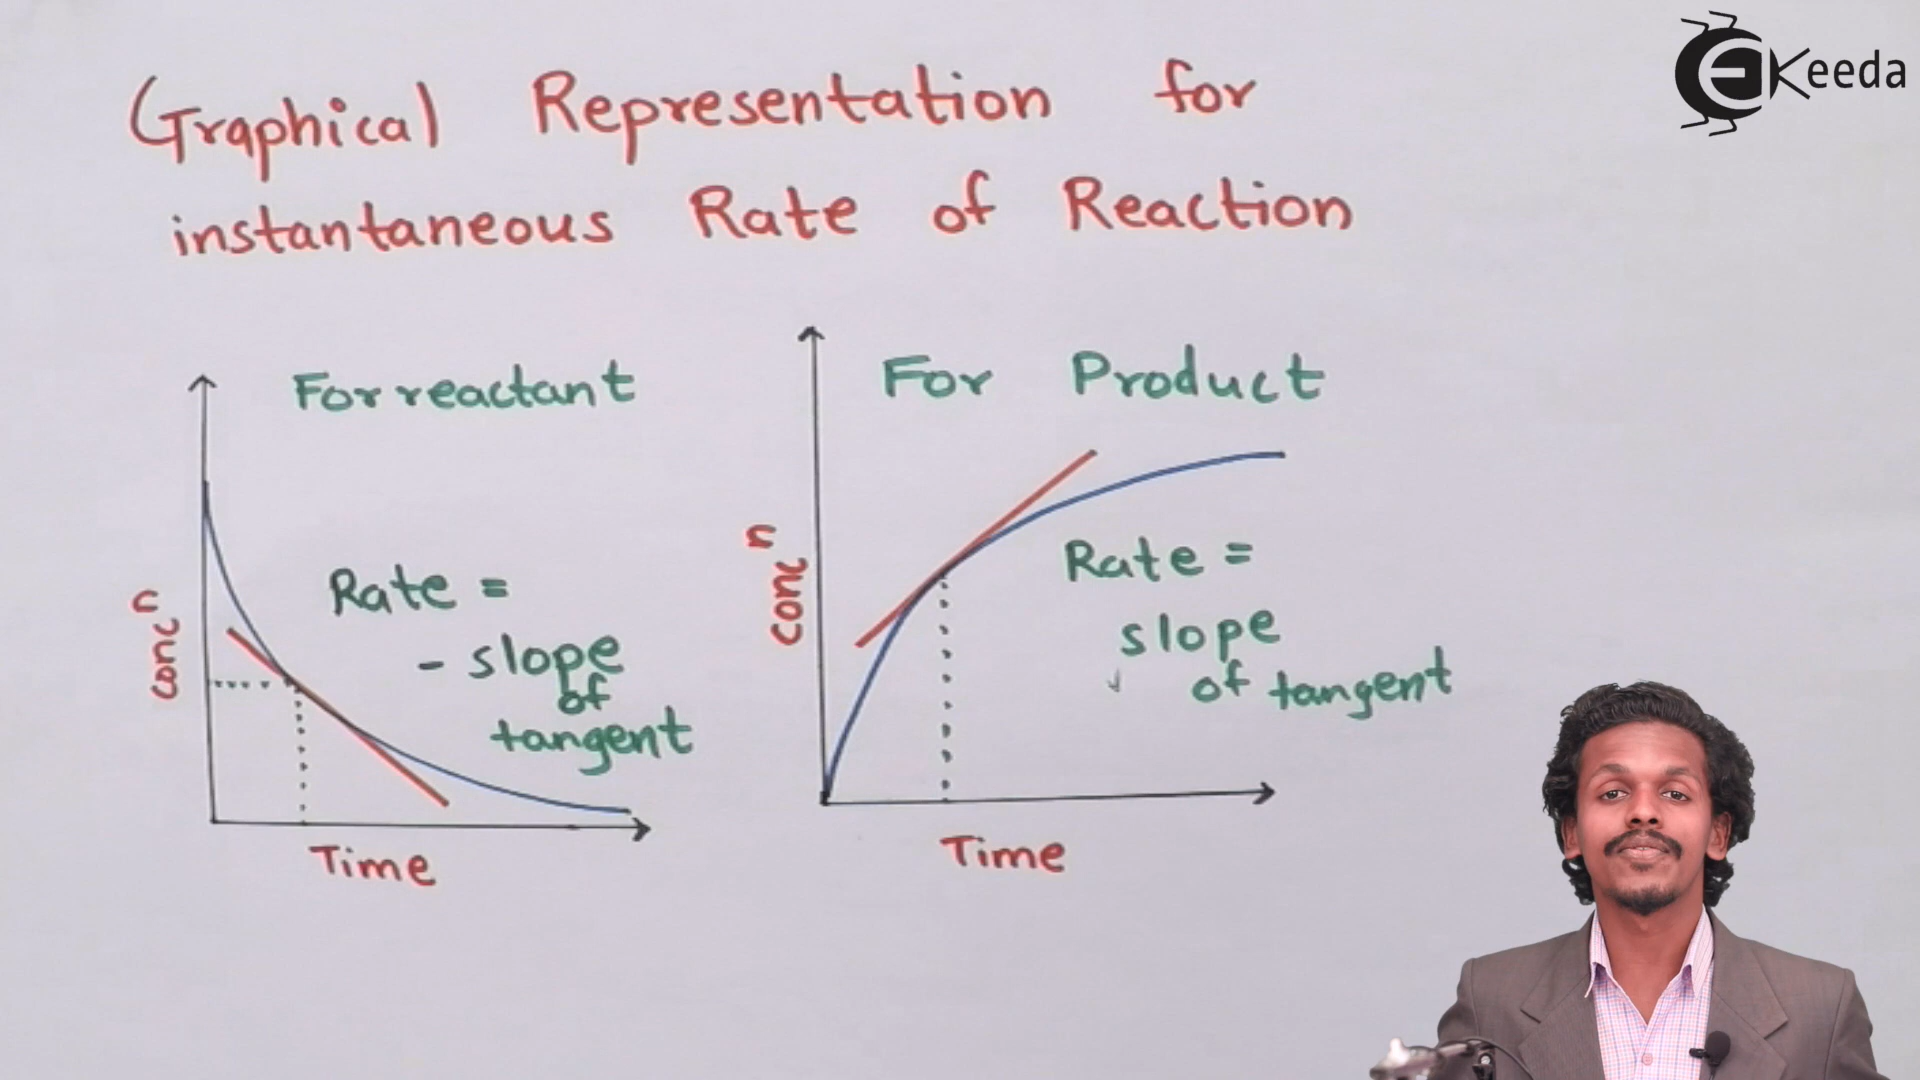 Graphical Representation for
instantaneous Rate of Reaction
EKeeda
For reactant
Rate =
- slope
of
tangent
concⁿ
Time
For Product
Rate =
slope
of tangent
concⁿ
Time